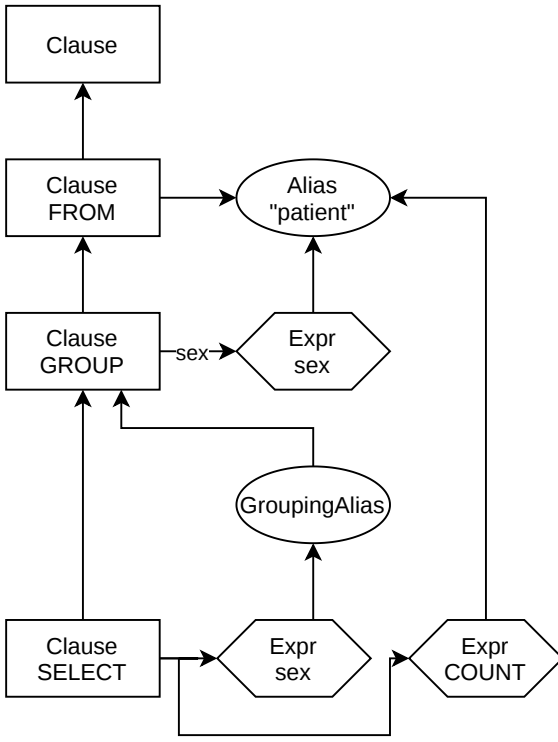 Clause
Clause
FROM
Alias
"patient"
Clause
GROUP
sex
Expr
sex
GroupingAlias
Clause
SELECT
Expr
sex
Expr
COUNT